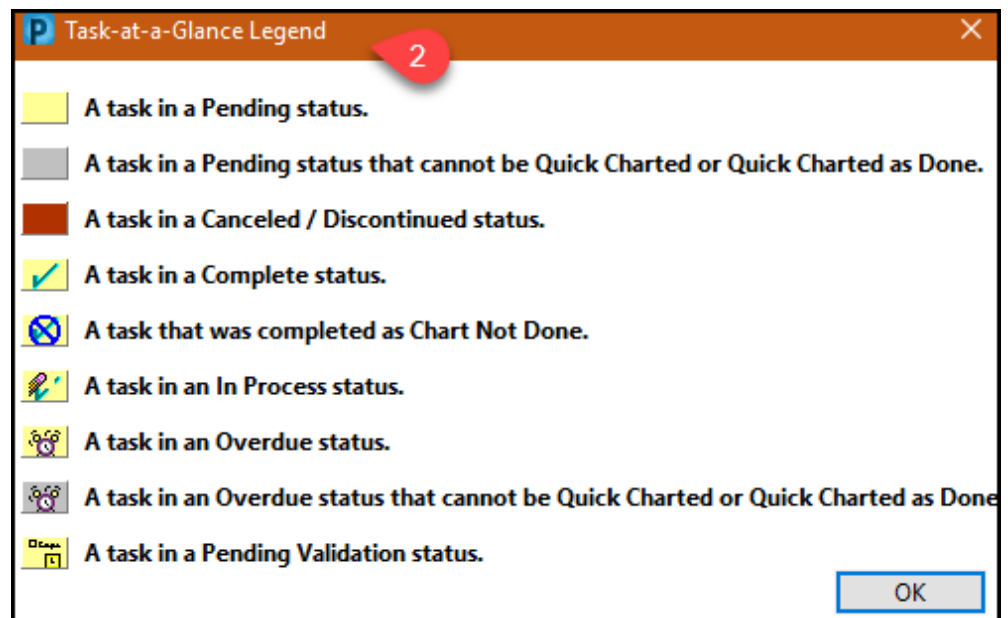 P Task-at-a-Glance Legend
2
A task in a Pending status.
A task in a Pending status that cannot be Quick Charted or Quick Charted as Done.
A task in a Canceled / Discontinued status.
A task in a Complete status.
A task that was completed as Chart Not Done.
A task in an In Process status.
A task in an Overdue status.
A task in an Overdue status that cannot be Quick Charted or Quick Charted as Done
A task in a Pending Validation status.
OK